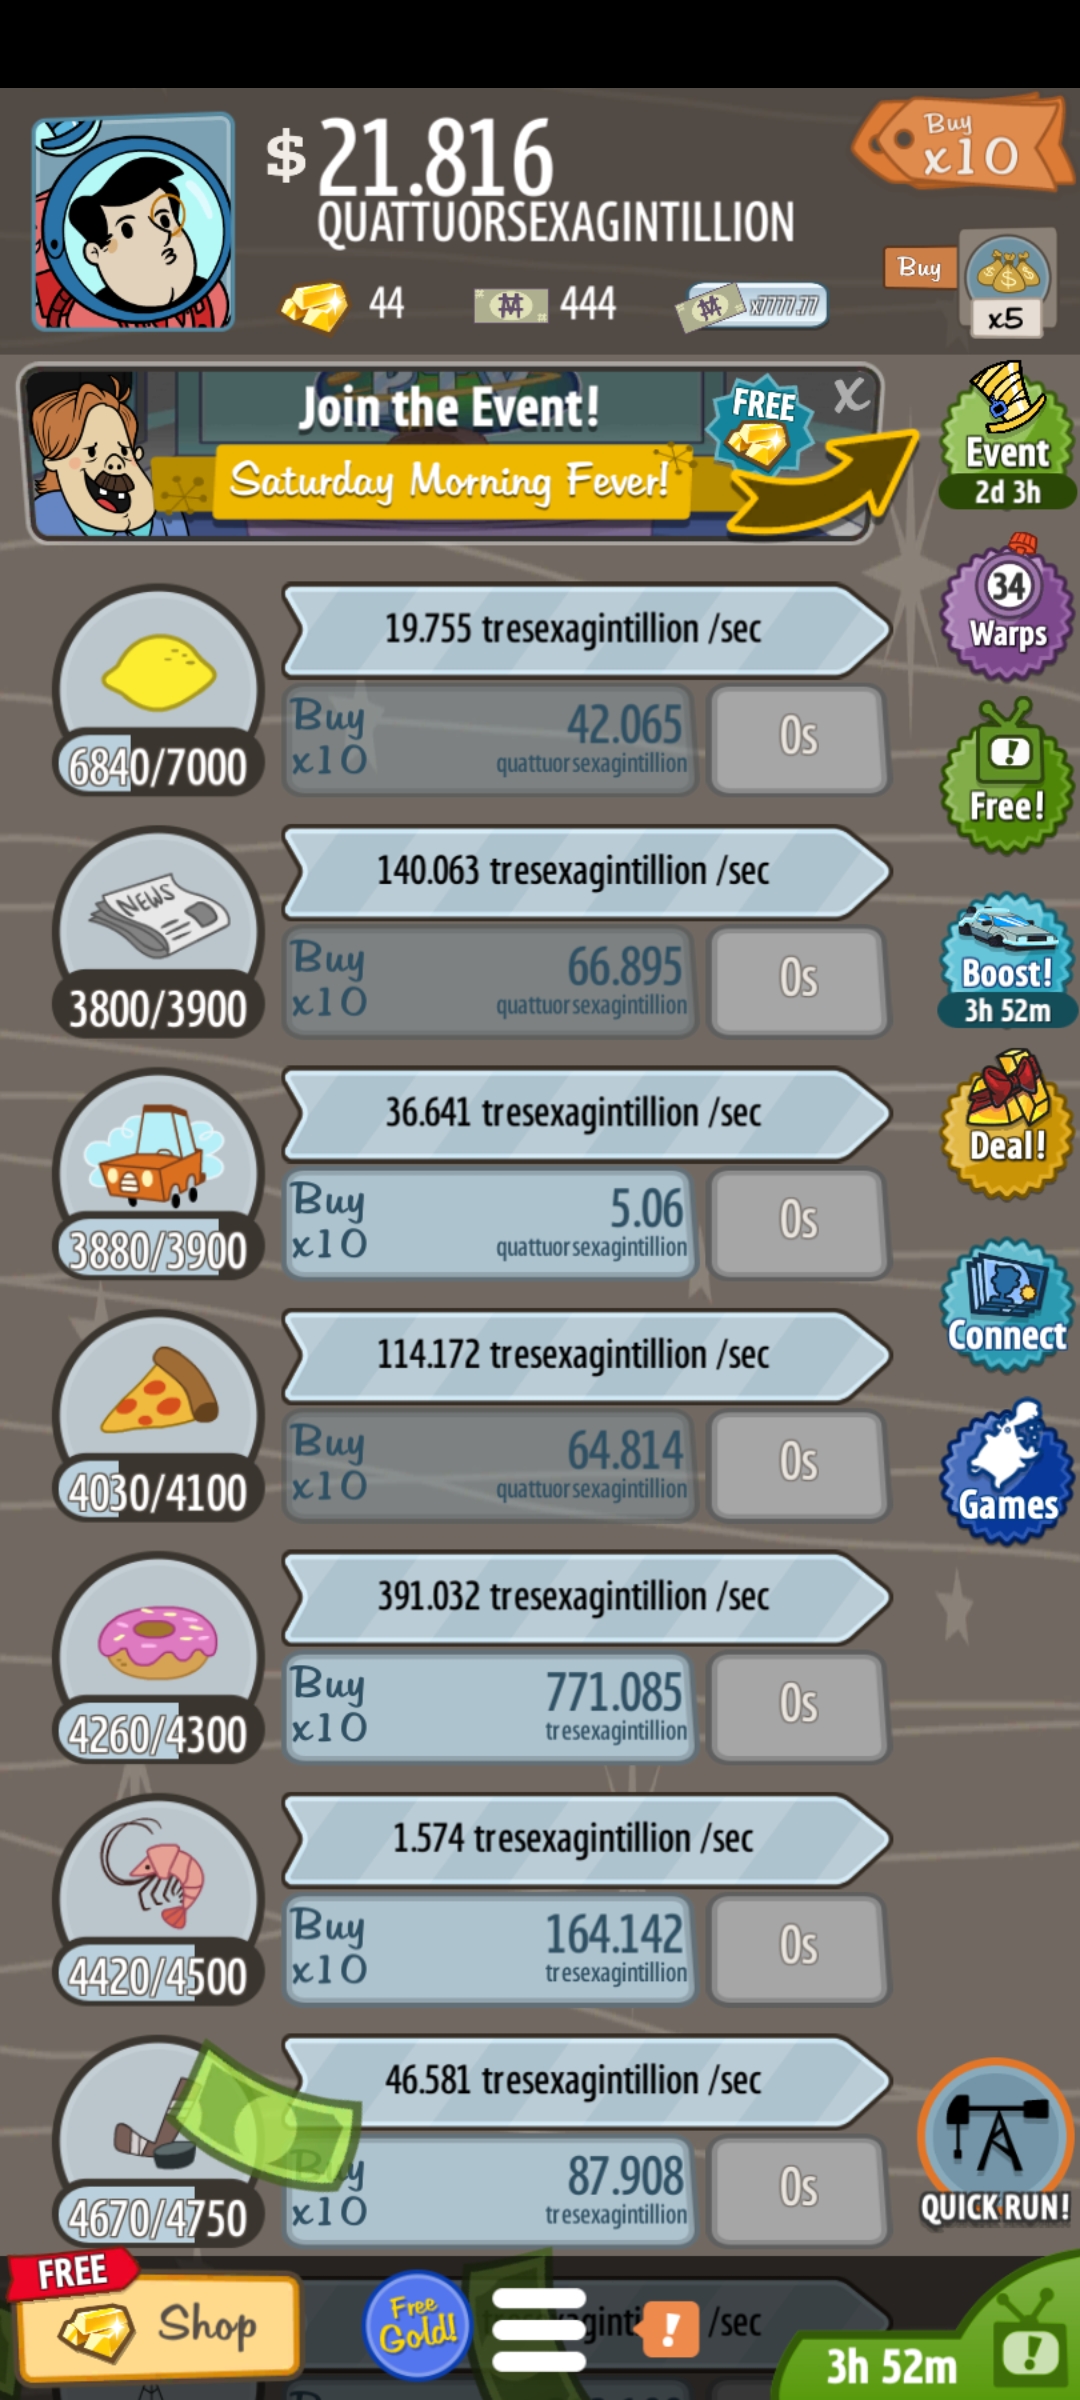 $21.816
QUATTUORSEXAGINTILLION
Buy
x10
44
444
x7777.77
Buy
x5
Join the Event!
Saturday Morning Fever!
FREE
X
Event
2d 3h
34
Warps
Free!
Boost!
3h 52m
Deal!
Connect
Games
19.755 tresexagintillion /sec
Buy
x10
42.065
quattuorsexagintillion
0s
6840/7000
NEWS
140.063 tresexagintillion /sec
Buy
x10
66.895
quattuorsexagintillion
0s
3800/3900
36.641 tresexagintillion /sec
Buy
x10
5.06
quattuorsexagintillion
0s
3880/3900
114.172 tresexagintillion /sec
Buy
x10
64.814
quattuorsexagintillion
0s
4030/4100
391.032 tresexagintillion /sec
Buy
x10
771.085
tresexagintillion
0s
4260/4300
1.574 tresexagintillion /sec
Buy
x10
164.142
tresexagintillion
0s
4420/4500
46.581 tresexagintillion /sec
Buy
x10
87.908
tresexagintillion
0s
4670/4750
QUICK RUN!
FREE
Shop
Free
Gold!
!
/sec
3h 52m
!